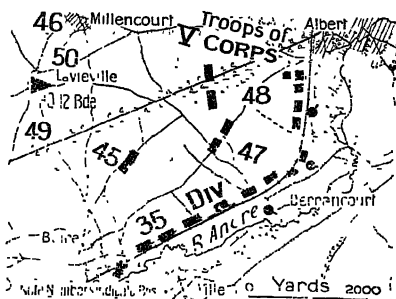 46
Millencourt
Troops of
V CORPS
Albert
50
Lavieville
12 Bde
48
49
45
47
35 Div
R. Ancre
Dernancourt
0 Yards 2000